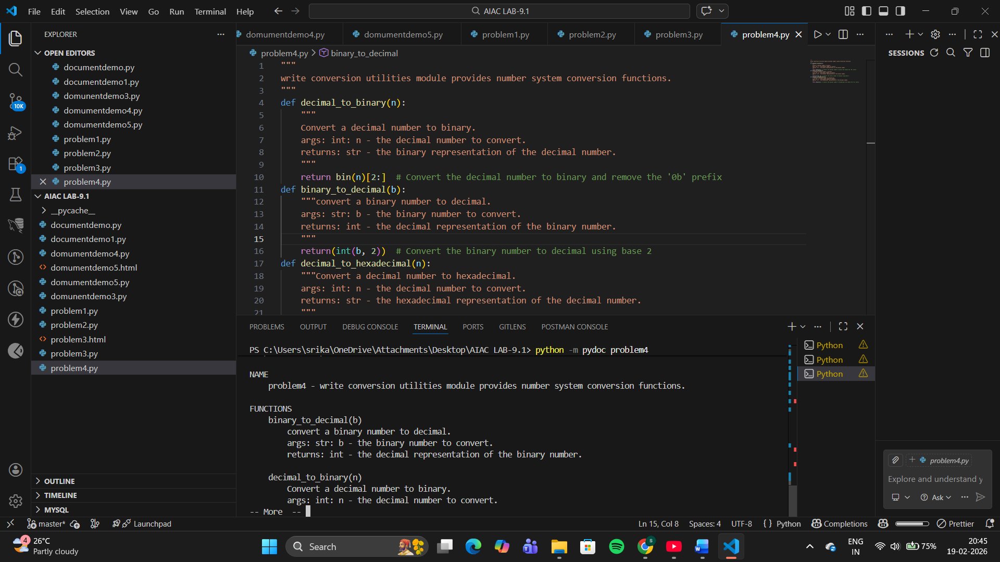 File Edit Selection View Go Run Terminal Help
AIAC LAB-9.1
EXPLORER
OPEN EDITORS
documentdemo.py
documentdemo1.py
domunentdemo3.py
domumentdemo4.py
domumentdemo5.py
problem1.py
problem2.py
problem3.py
problem4.py
AIAC LAB-9.1
__pycache__
documentdemo.py
documentdemo1.py
domumentdemo4.py
domumentdemo5.html
domumentdemo5.py
domunentdemo3.py
problem1.py
problem2.py
problem3.html
problem3.py
problem4.py
OUTLINE
TIMELINE
MYSQL
10K
1
domumentdemo4.py domumentdemo5.py problem1.py problem2.py problem3.py problem4.py
problem4.py > binary_to_decimal
1 """
2 write conversion utilities module provides number system conversion functions.
3 """
4 def decimal_to_binary(n):
5 """
6 Convert a decimal number to binary.
7 args: int: n - the decimal number to convert.
8 returns: str - the binary representation of the decimal number.
9 """
10 return bin(n)[2:] # Convert the decimal number to binary and remove the '0b' prefix
11 def binary_to_decimal(b):
12 """convert a binary number to decimal.
13 args: str: b - the binary number to convert.
14 returns: int - the decimal representation of the binary number.
15 """
16 return(int(b, 2)) # Convert the binary number to decimal using base 2
17 def decimal_to_hexadecimal(n):
18 """Convert a decimal number to hexadecimal.
19 args: int: n - the decimal number to convert.
20 returns: str - the hexadecimal representation of the decimal number.
21 """
PROBLEMS OUTPUT DEBUG CONSOLE TERMINAL PORTS GITLENS POSTMAN CONSOLE
PS C:\Users\srika\OneDrive\Attachments\Desktop\AIAC LAB-9.1> python -m pydoc problem4
NAME
problem4 - write conversion utilities module provides number system conversion functions.
FUNCTIONS
binary_to_decimal(b)
convert a binary number to decimal.
args: str: b - the binary number to convert.
returns: int - the decimal representation of the binary number.
decimal_to_binary(n)
Convert a decimal number to binary.
args: int: n - the decimal number to convert.
-- More --
Python
Python
Python
SESSIONS
problem4.py
Explore and understand y
Ask
master* Launchpad
Ln 15, Col 8 Spaces: 4 UTF-8 { } Python Completions Prettier
4
26°C
Partly cloudy
Search
ENG
IN
75%
20:45
19-02-2026